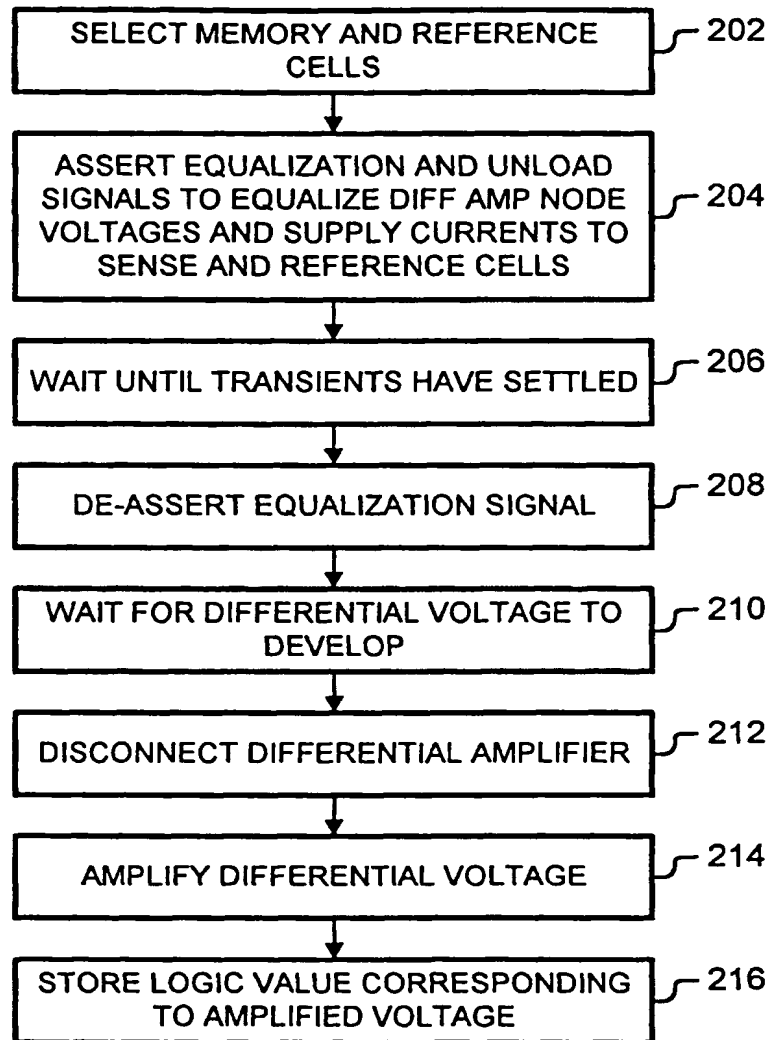 SELECT MEMORY AND REFERENCE
CELLS
202
ASSERT EQUALIZATION AND UNLOAD
SIGNALS TO EQUALIZE DIFF AMP NODE
VOLTAGES AND SUPPLY CURRENTS TO
SENSE AND REFERENCE CELLS
204
WAIT UNTIL TRANSIENTS HAVE SETTLED
206
DE-ASSERT EQUALIZATION SIGNAL
208
WAIT FOR DIFFERENTIAL VOLTAGE TO
DEVELOP
210
DISCONNECT DIFFERENTIAL AMPLIFIER
212
AMPLIFY DIFFERENTIAL VOLTAGE
214
STORE LOGIC VALUE CORRESPONDING
TO AMPLIFIED VOLTAGE
216